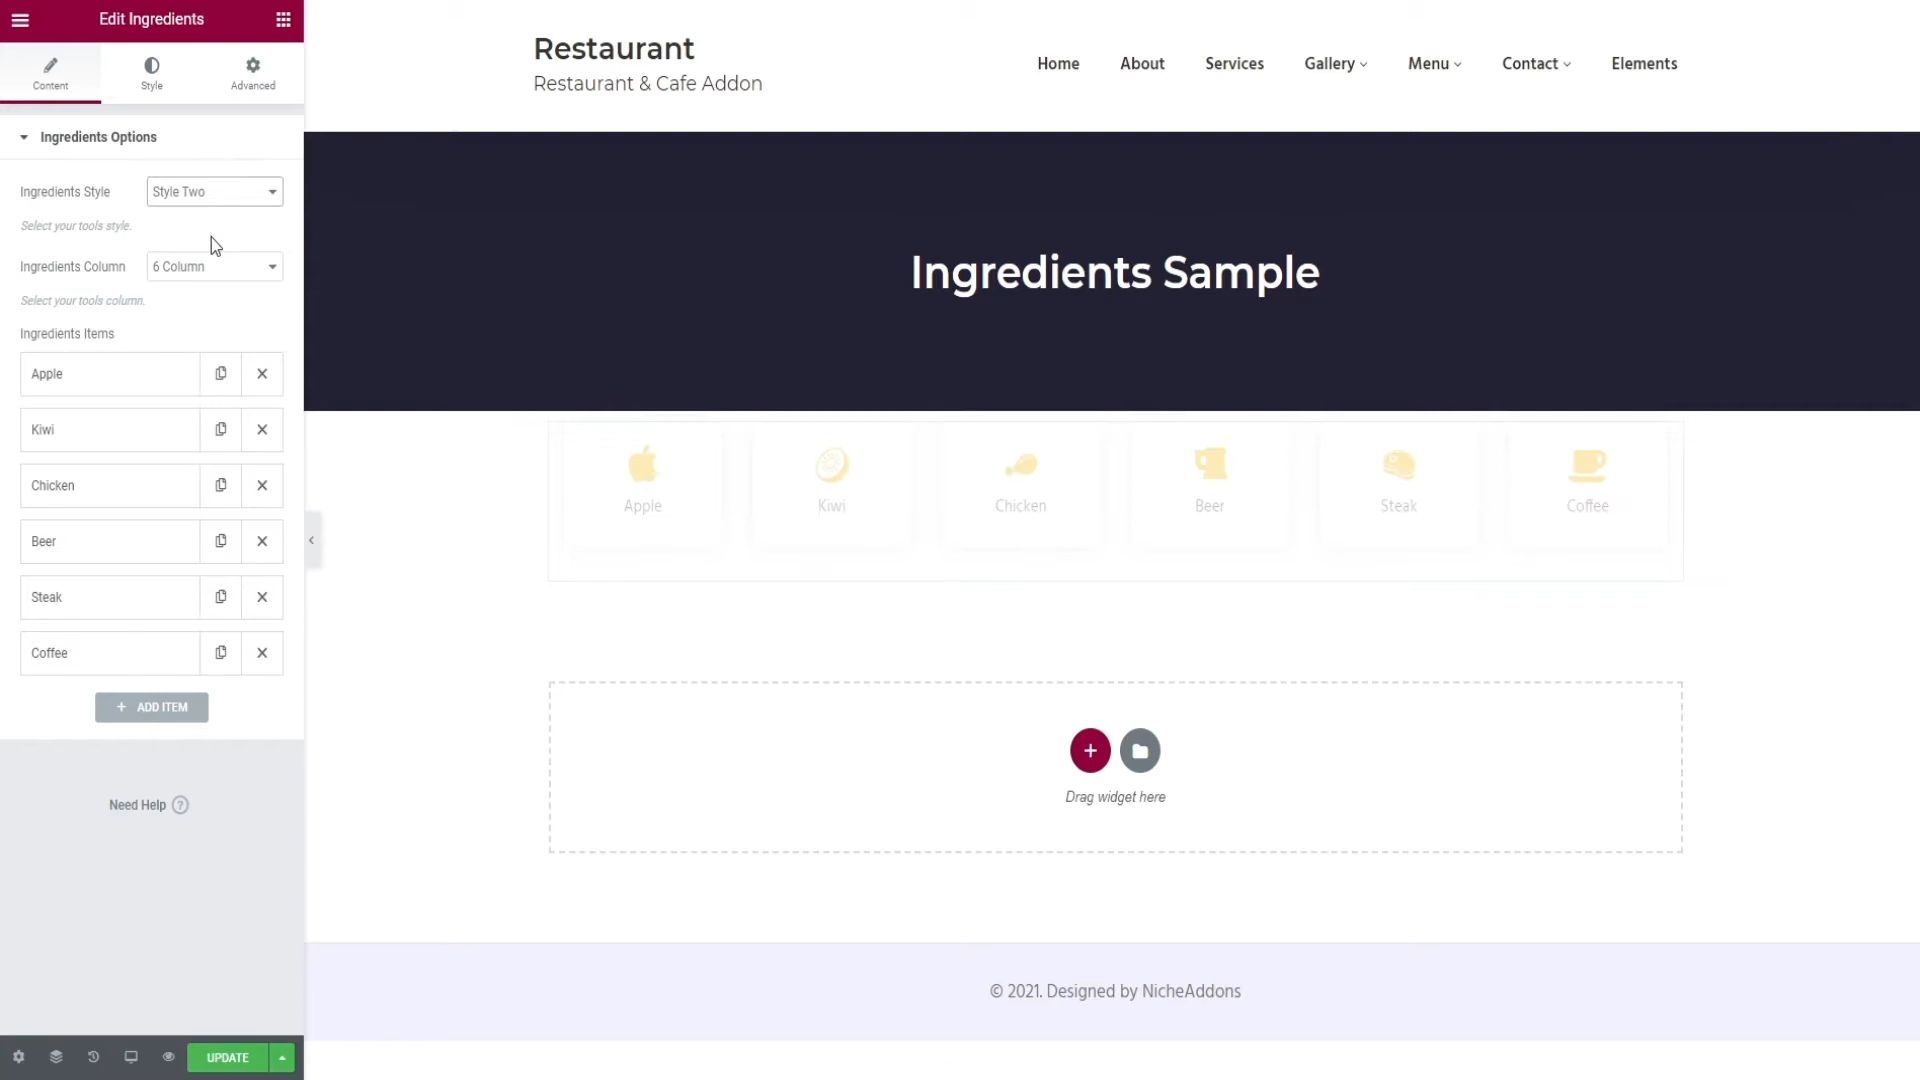 Edit Ingredients
Content
Style
Advanced
Ingredients Options
Ingredients Style
Style Two
Select your tools style.
Ingredients Column
6 Column
Select your tools column.
Ingredients Items
Apple
Kiwi
Chicken
Beer
Steak
Coffee
+ ADD ITEM
Need Help ?
UPDATE
Restaurant
Restaurant & Cafe Addon
Home
About
Services
Gallery
Menu
Contact
Elements
Ingredients Sample
Apple
Kiwi
Chicken
Beer
Steak
Coffee
Drag widget here
© 2021. Designed by NicheAddons